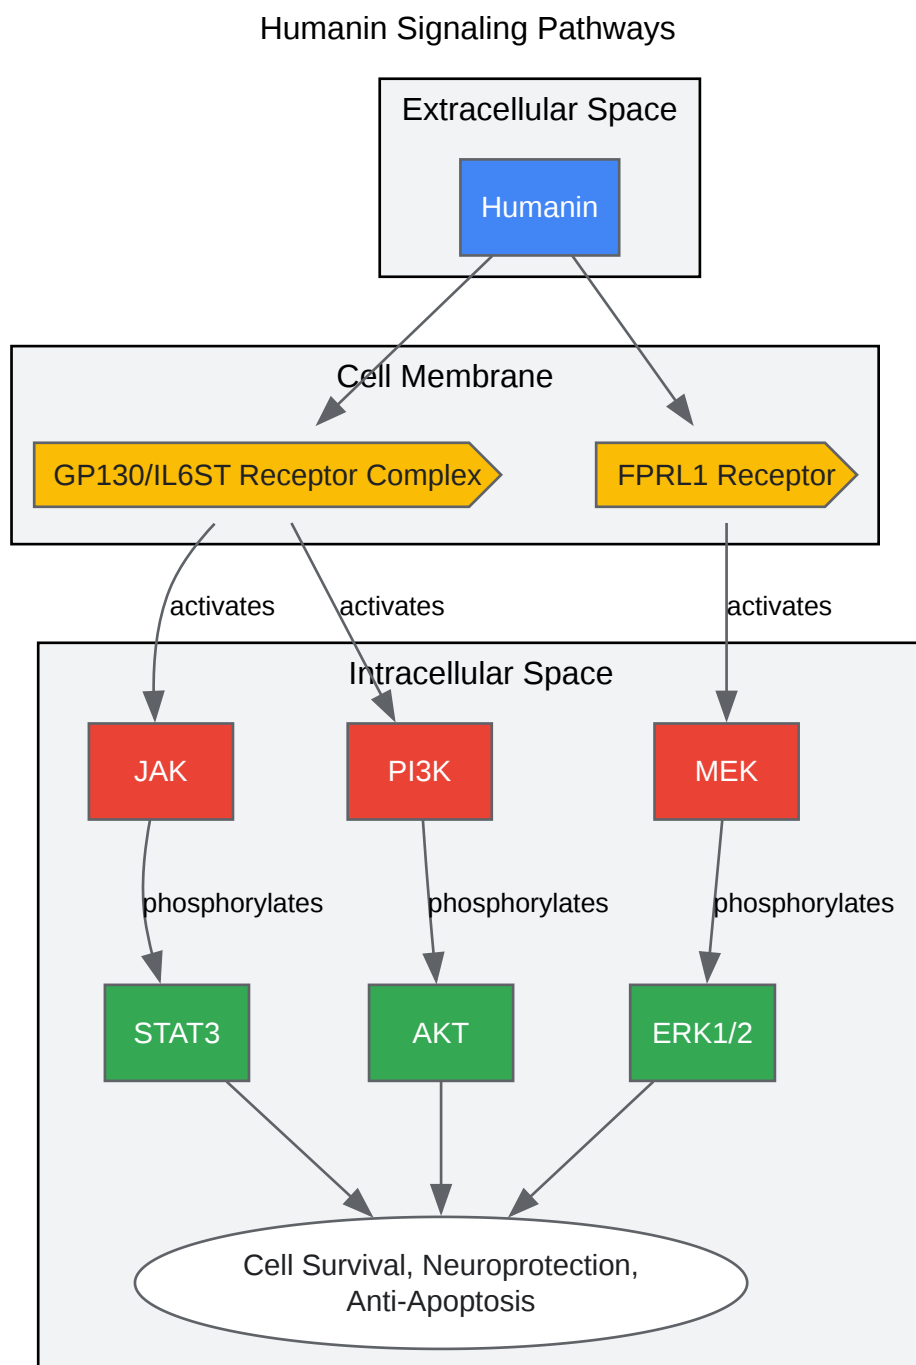 Humanin Signaling Pathways
Extracellular Space
Humanin
Cell Membrane
GP130/IL6ST Receptor Complex
FPRL1 Receptor
activates
activates
activates
Intracellular Space
JAK
PI3K
MEK
phosphorylates
phosphorylates
phosphorylates
STAT3
AKT
ERK1/2
Cell Survival, Neuroprotection,
Anti-Apoptosis